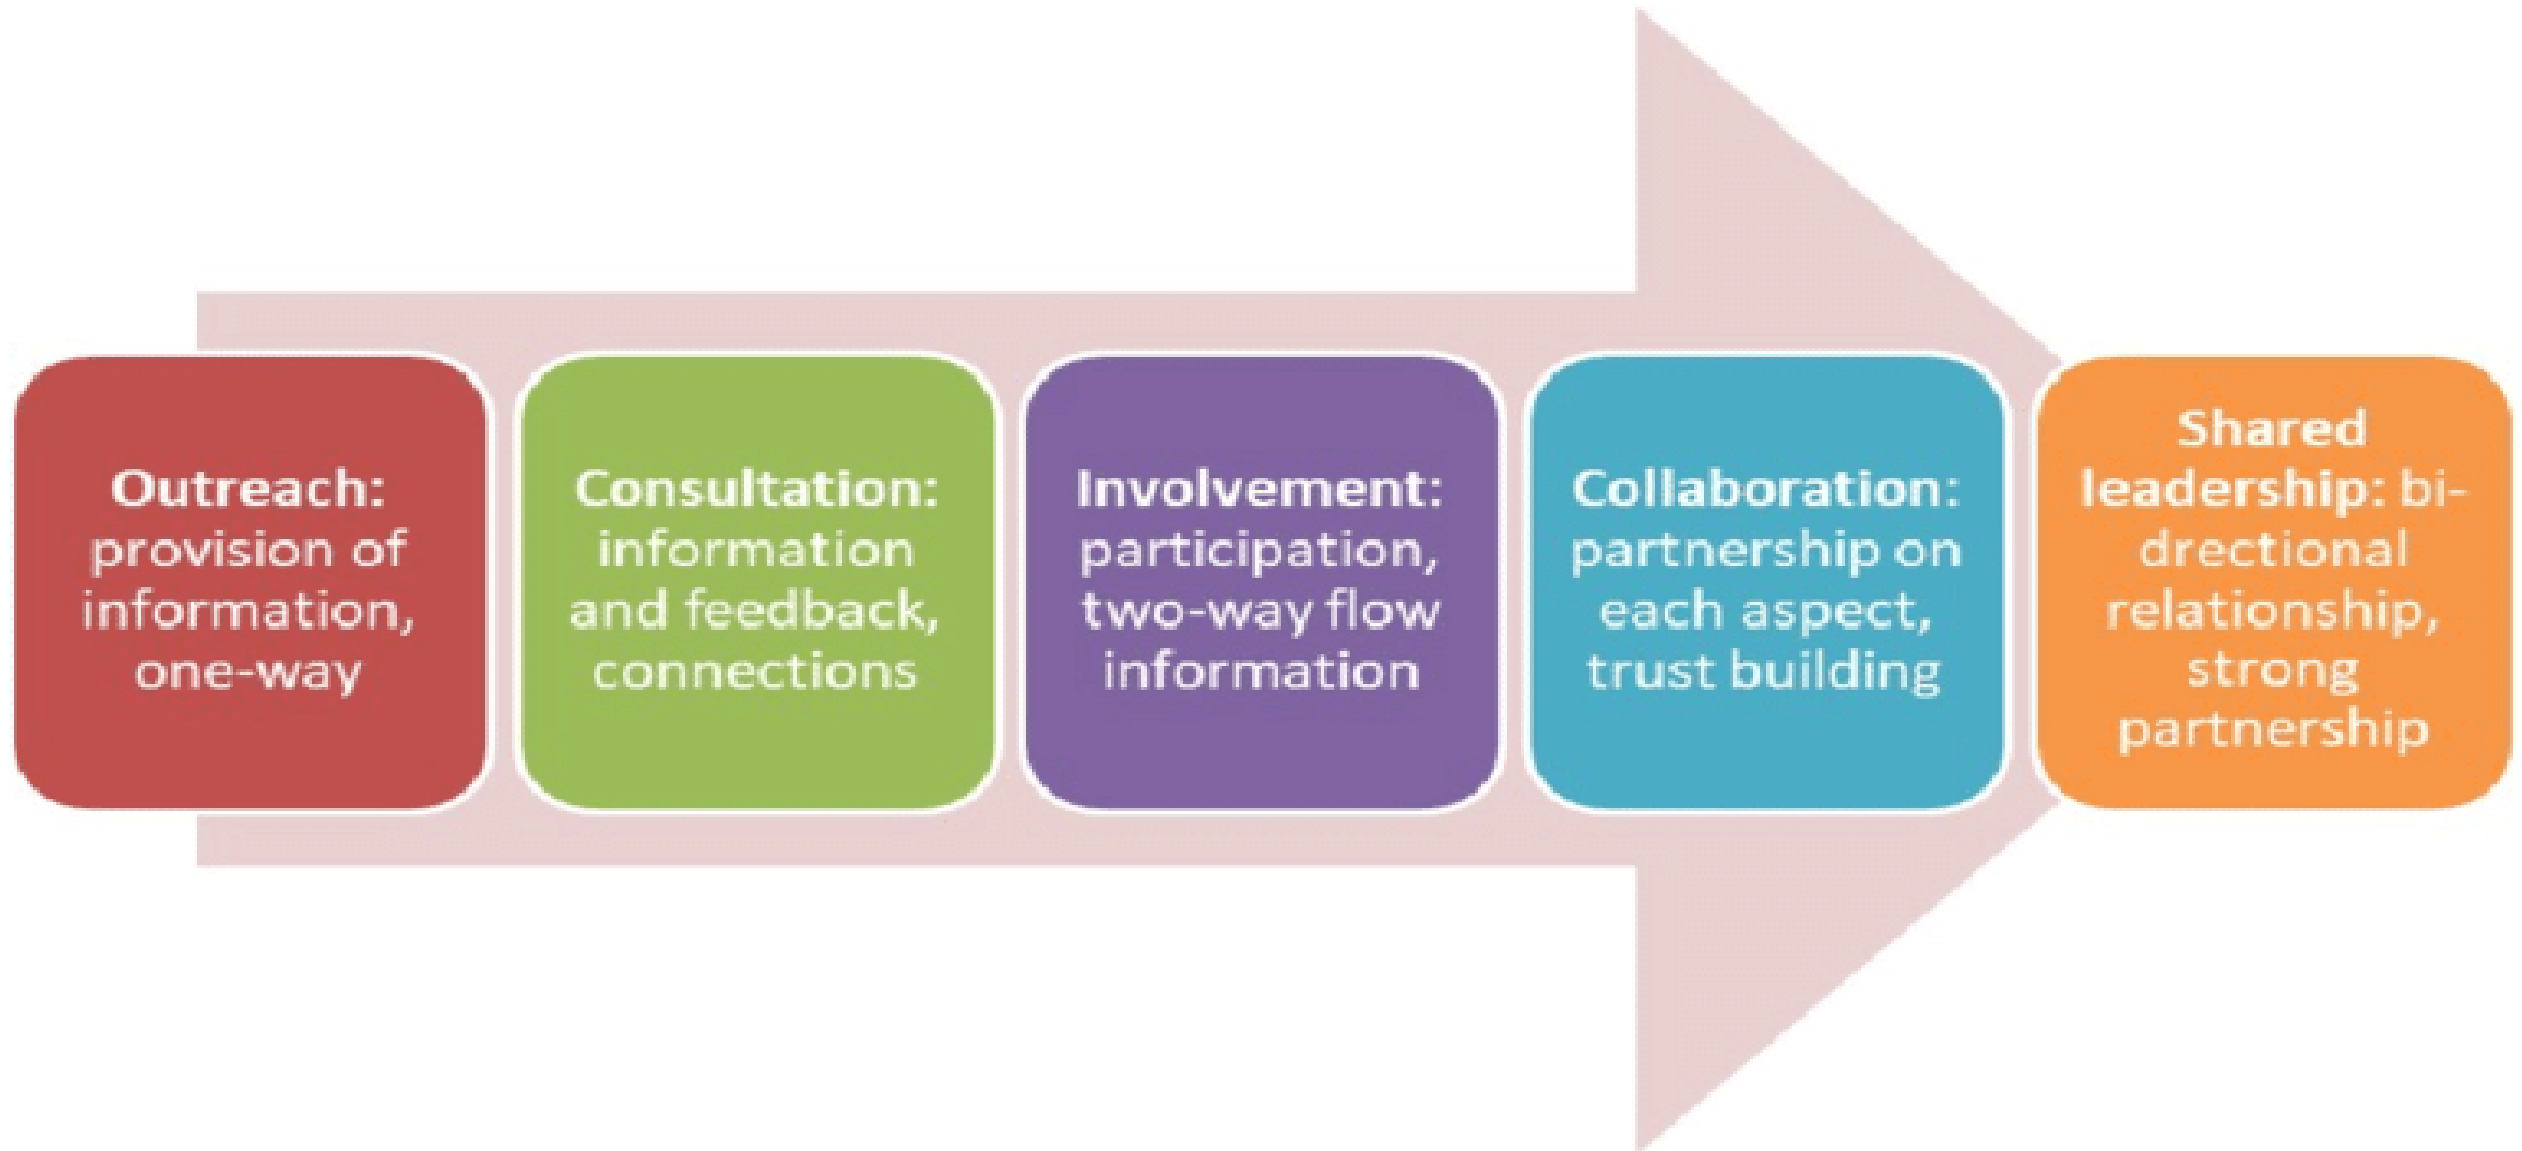 Outreach:
provision of
information,
one-way
Consultation:
information
and feedback,
connections
Involvement:
participation,
two-way flow
information
Collaboration:
partnership on
each aspect,
trust building
Shared
leadership: bi-
drectional
relationship,
strong
partnership